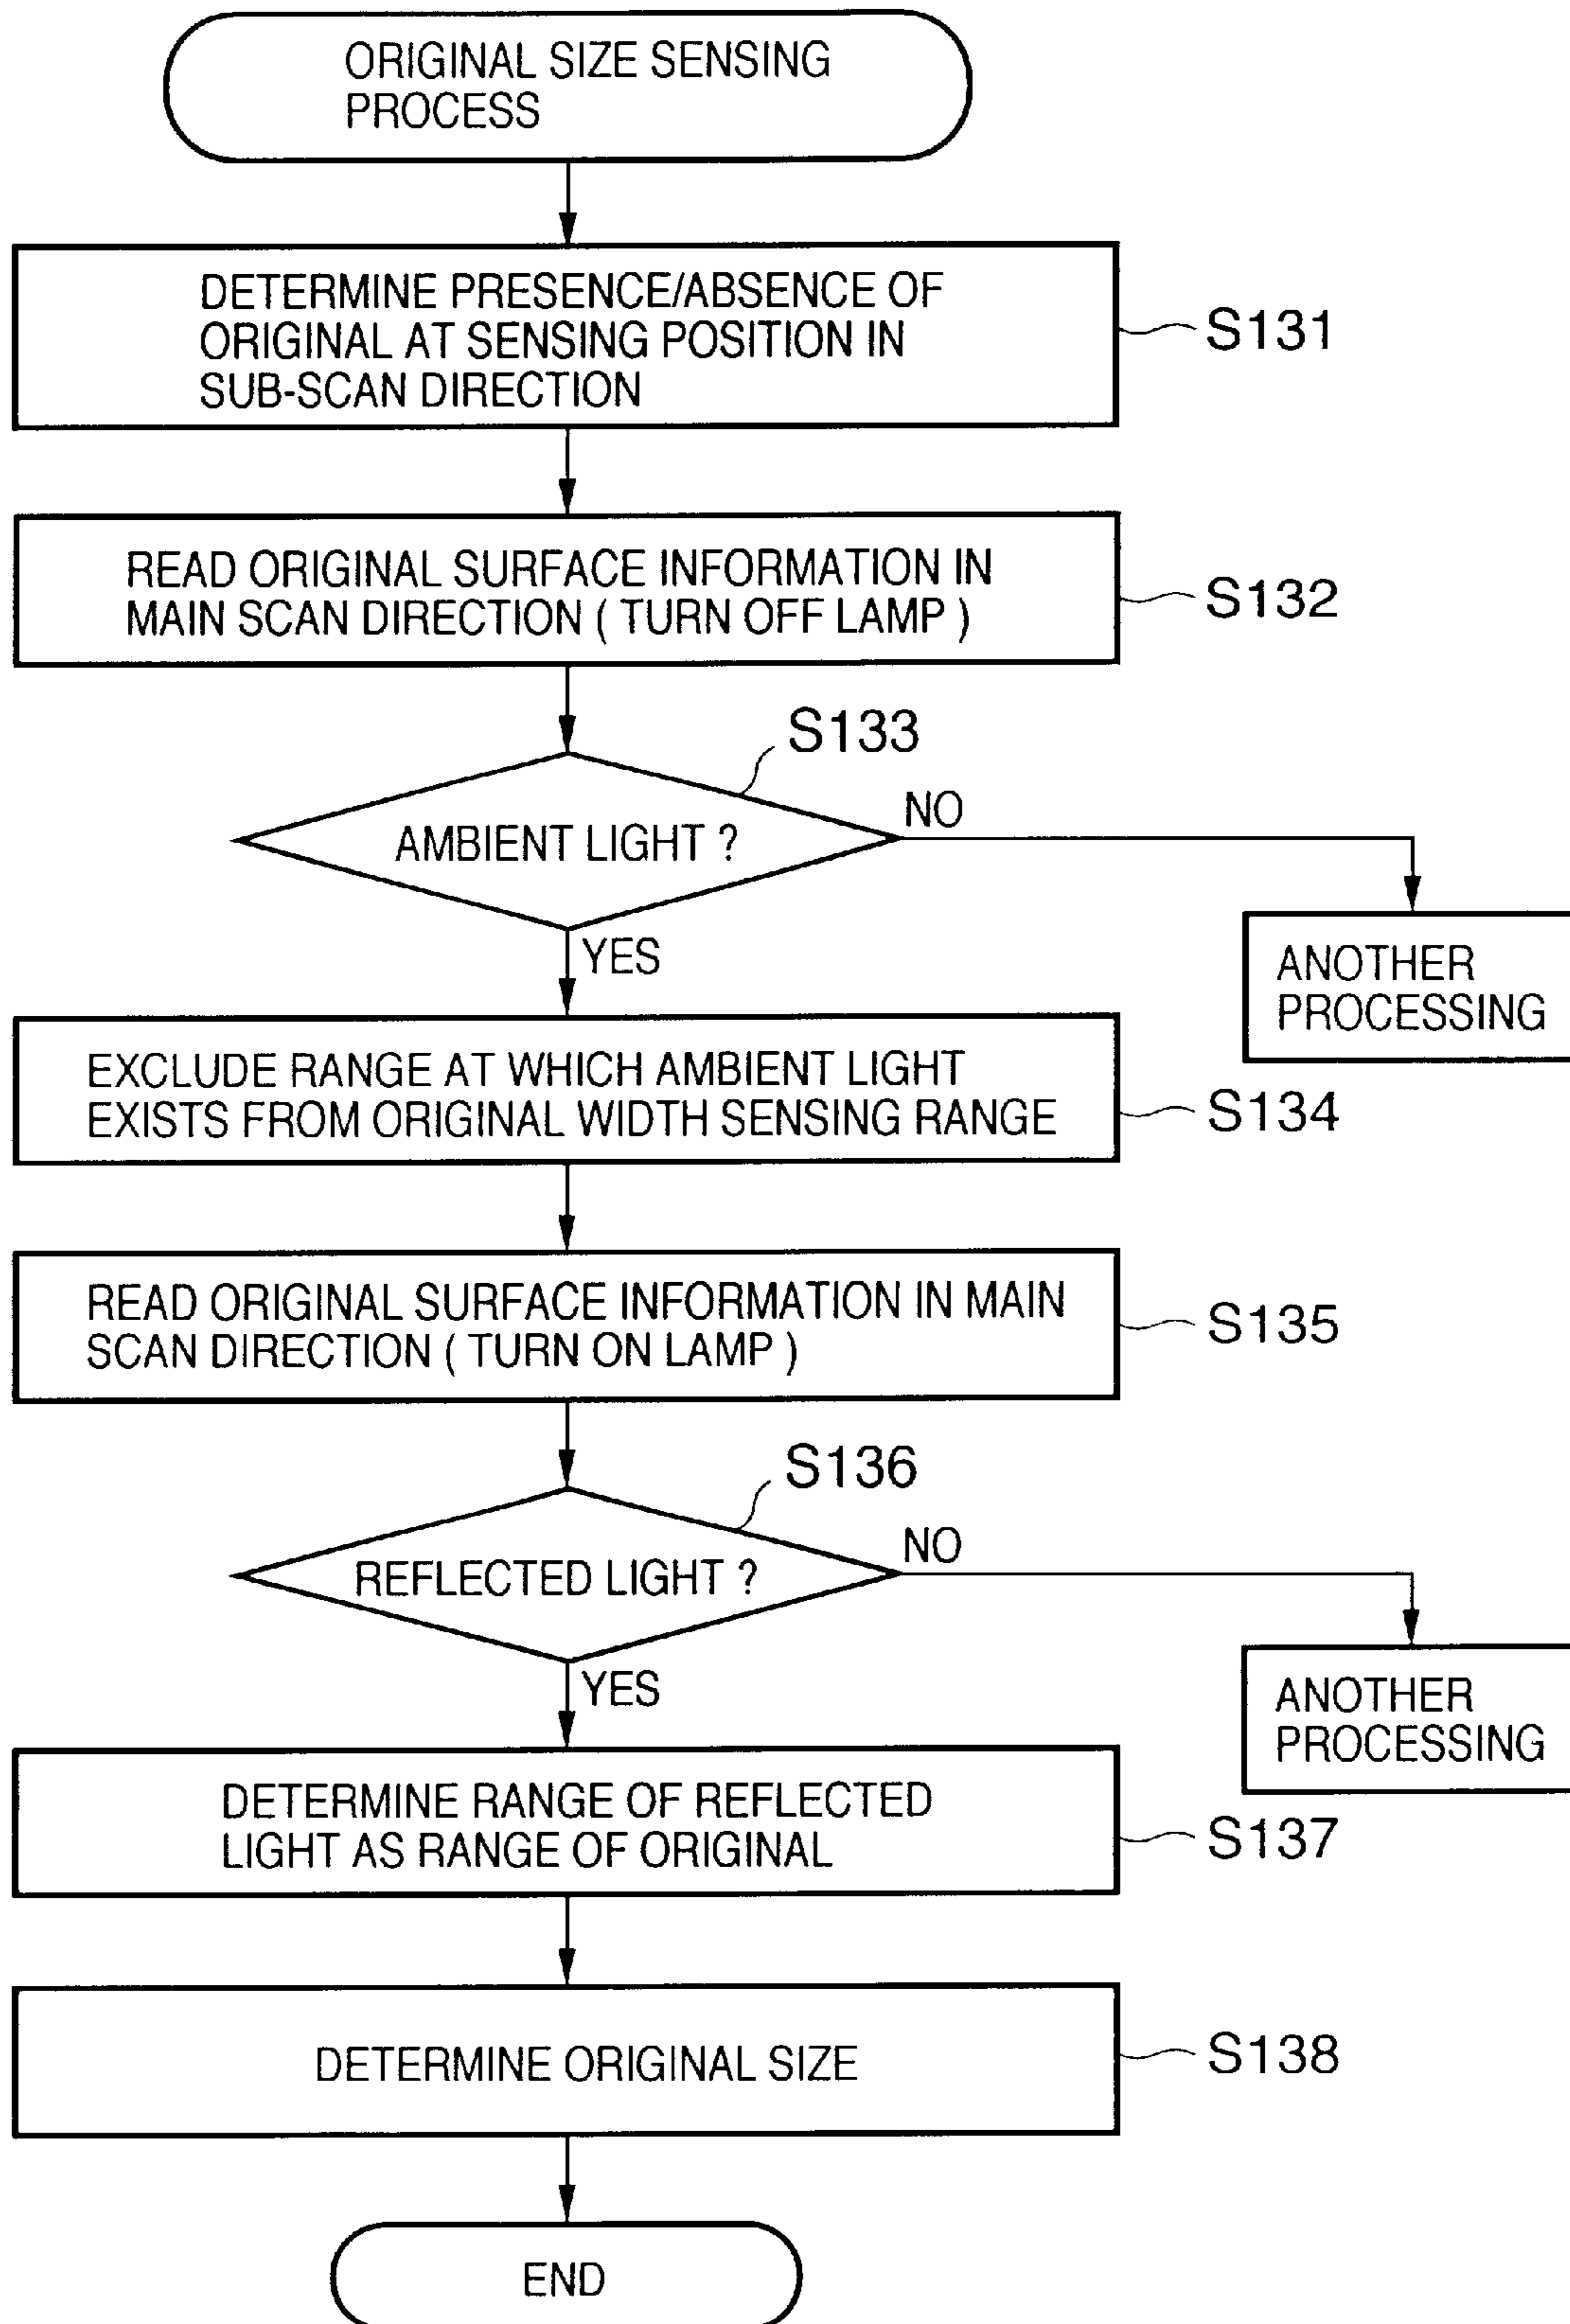 ORIGINAL SIZE SENSING
PROCESS
DETERMINE PRESENCE/ABSENCE OF
ORIGINAL AT SENSING POSITION IN
SUB-SCAN DIRECTION
S131
READ ORIGINAL SURFACE INFORMATION IN
MAIN SCAN DIRECTION ( TURN OFF LAMP )
S132
S133
AMBIENT LIGHT ?
NO
YES
ANOTHER
PROCESSING
EXCLUDE RANGE AT WHICH AMBIENT LIGHT
EXISTS FROM ORIGINAL WIDTH SENSING RANGE
S134
READ ORIGINAL SURFACE INFORMATION IN MAIN
SCAN DIRECTION ( TURN ON LAMP )
S135
S136
REFLECTED LIGHT ?
NO
YES
ANOTHER
PROCESSING
DETERMINE RANGE OF REFLECTED
LIGHT AS RANGE OF ORIGINAL
S137
DETERMINE ORIGINAL SIZE
S138
END